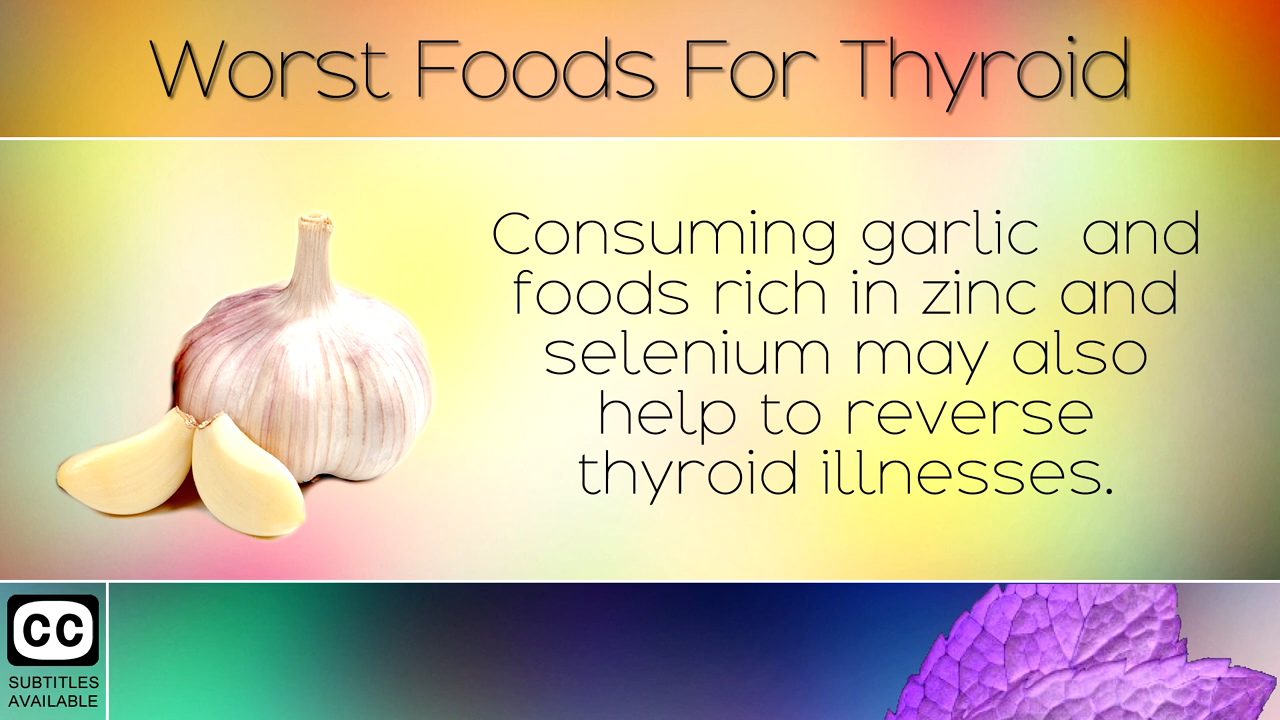 Worst Foods For Thyroid
Consuming garlic  and
foods rich in zinc and
selenium may also
help to reverse
thyroid illnesses.
CC
SUBTITLES
AVAILABLE